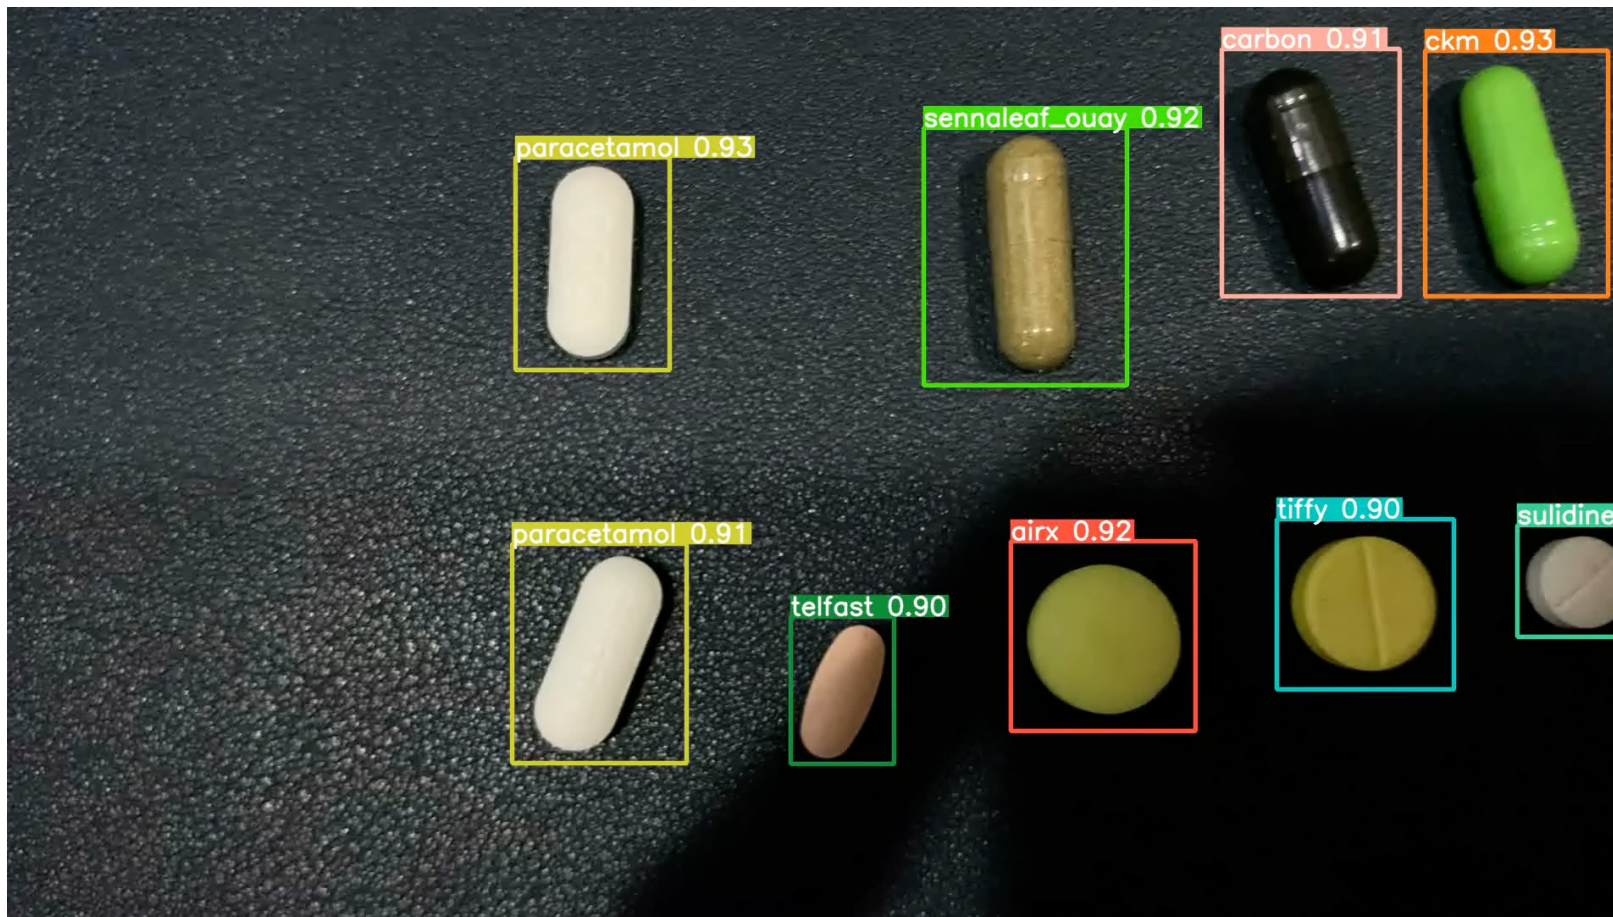 carbon 0.91
ckm 0.93
sennaleaf_ouay 0.92
paracetamol 0.93
tiffy 0.90
sulidine
airx 0.92
paracetamol 0.91
telfast 0.90